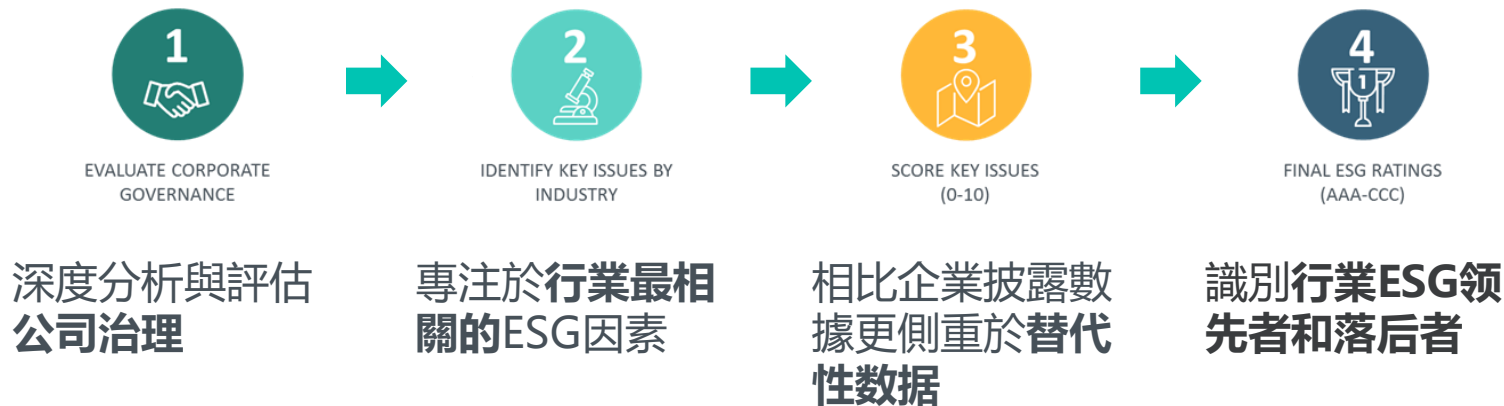 1
EVALUATE CORPORATE
GOVERNANCE
深度分析與評估
公司治理
2
IDENTIFY KEY ISSUES BY
INDUSTRY
專注於行業最相
關的ESG因素
3
SCORE KEY ISSUES
(0-10)
相比企業披露數
據更側重於替代
性数据
4
1
FINAL ESG RATINGS
(AAA-CCC)
識別行業ESG领
先者和落后者